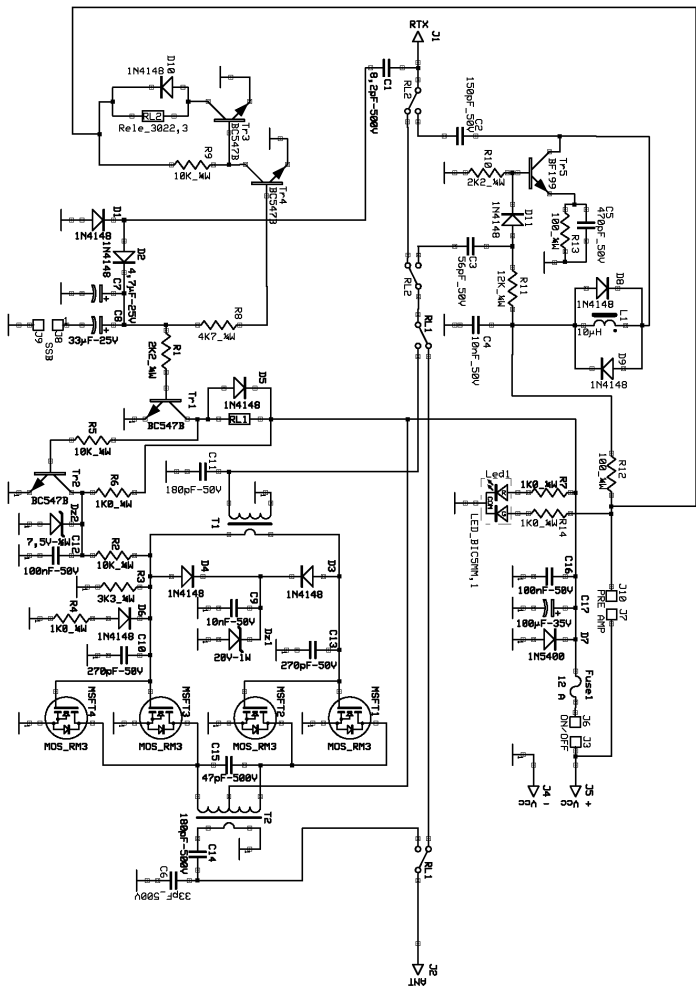 RTX
J1
D10
1N4148
C1
8,2pF-500V
RL2
150pF_50V
C2
RL2
Rele_3022,3
Tr3
BC547B
R9
10K_¼W
Tr4
BC547B
R10
2K2_¼W
Tr5
BF199
C5
470pF_50V
R13
100_¼W
D11
1N4148
D1
1N4148
D2
1N4148
C3
56pF_50V
RL2
R11
12K_¼W
D8
1N4148
C7
4,7µF-25V
C8
33µF-25V
J9
J8
1
SSB
R8
4K7_¼W
RL1
C4
10nF_50V
L1
10µH
D9
1N4148
R1
2K2_¼W
D5
1N4148
Tr1
BC547B
RL1
R5
10K_¼W
Tr2
BC547B
R6
1K0_¼W
C11
180pF-50V
Led1
R
COM
G
LED_BIC5MM,1
R7
1K0_¼W
R14
1K0_¼W
R12
100_¼W
Dz2
7,5V-¼W
C12
100nF-50V
R2
10K_¼W
T1
R3
3K3_¼W
D4
1N4148
D3
1N4148
R4
1K0_¼W
D6
1N4148
C9
10nF-50V
Dz1
20V-1W
C10
270pF-50V
C13
270pF-50V
C16
100nF-50V
C17
100µF-35V
D7
1N5400
J10
J7
PRE AMP
Fuse1
12 A
MSFT4
MOS_RM3
MSFT3
MOS_RM3
MSFT2
MOS_RM3
MSFT1
MOS_RM3
J6
J3
ON/OFF
C15
47pF-500V
T2
J4 -
Vcc
J5 +
Vcc
180pF-500V
C14
C6
33pF_500V
RL1
J2
ANT